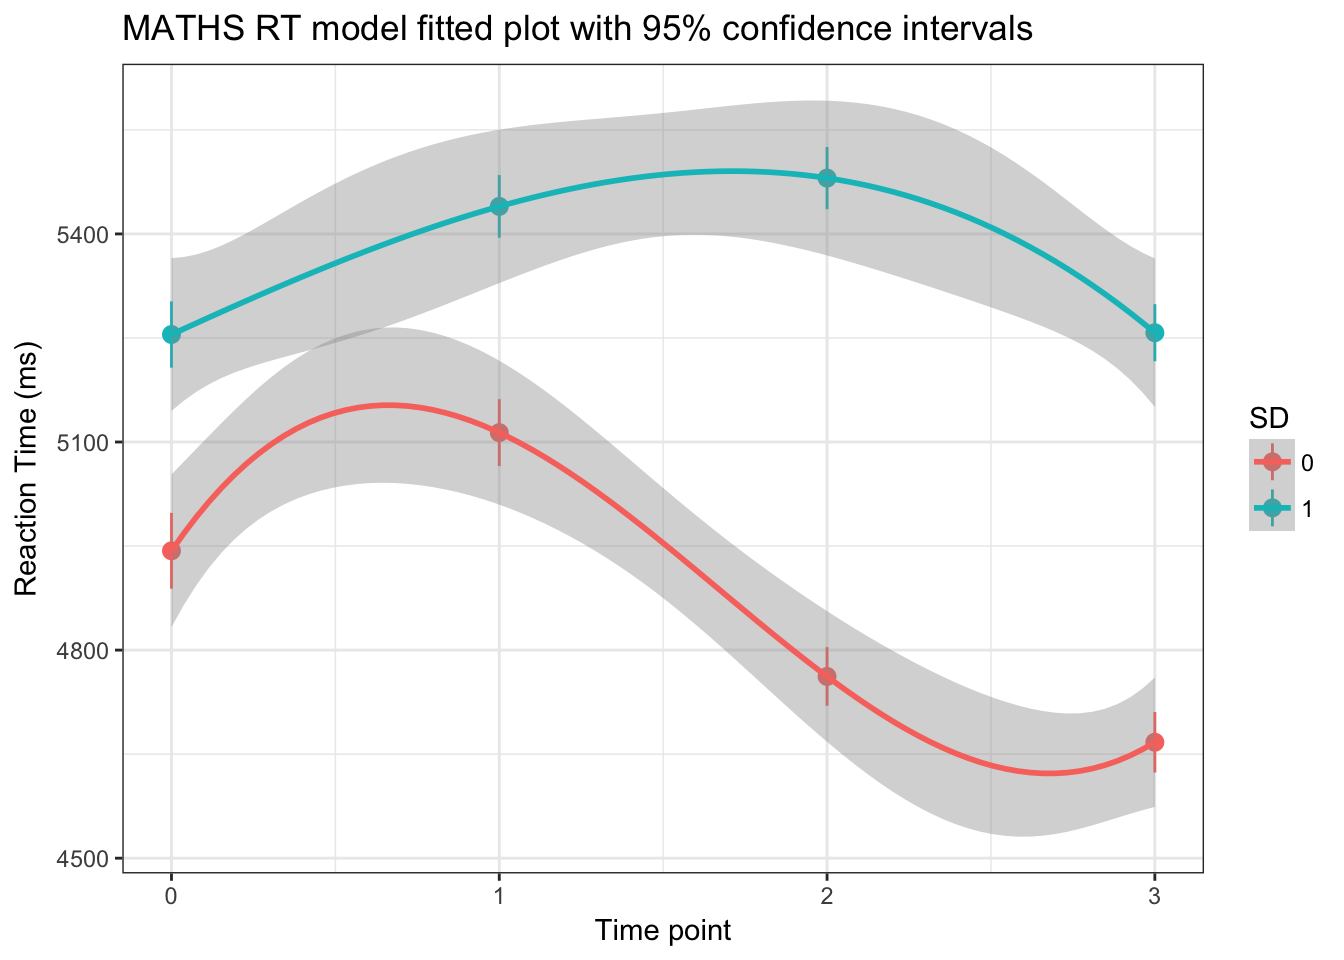 MATHS RT model fitted plot with 95% confidence intervals
Reaction Time (ms)
5400
5100
4800
4500
0
1
2
3
Time point
SD
0
1